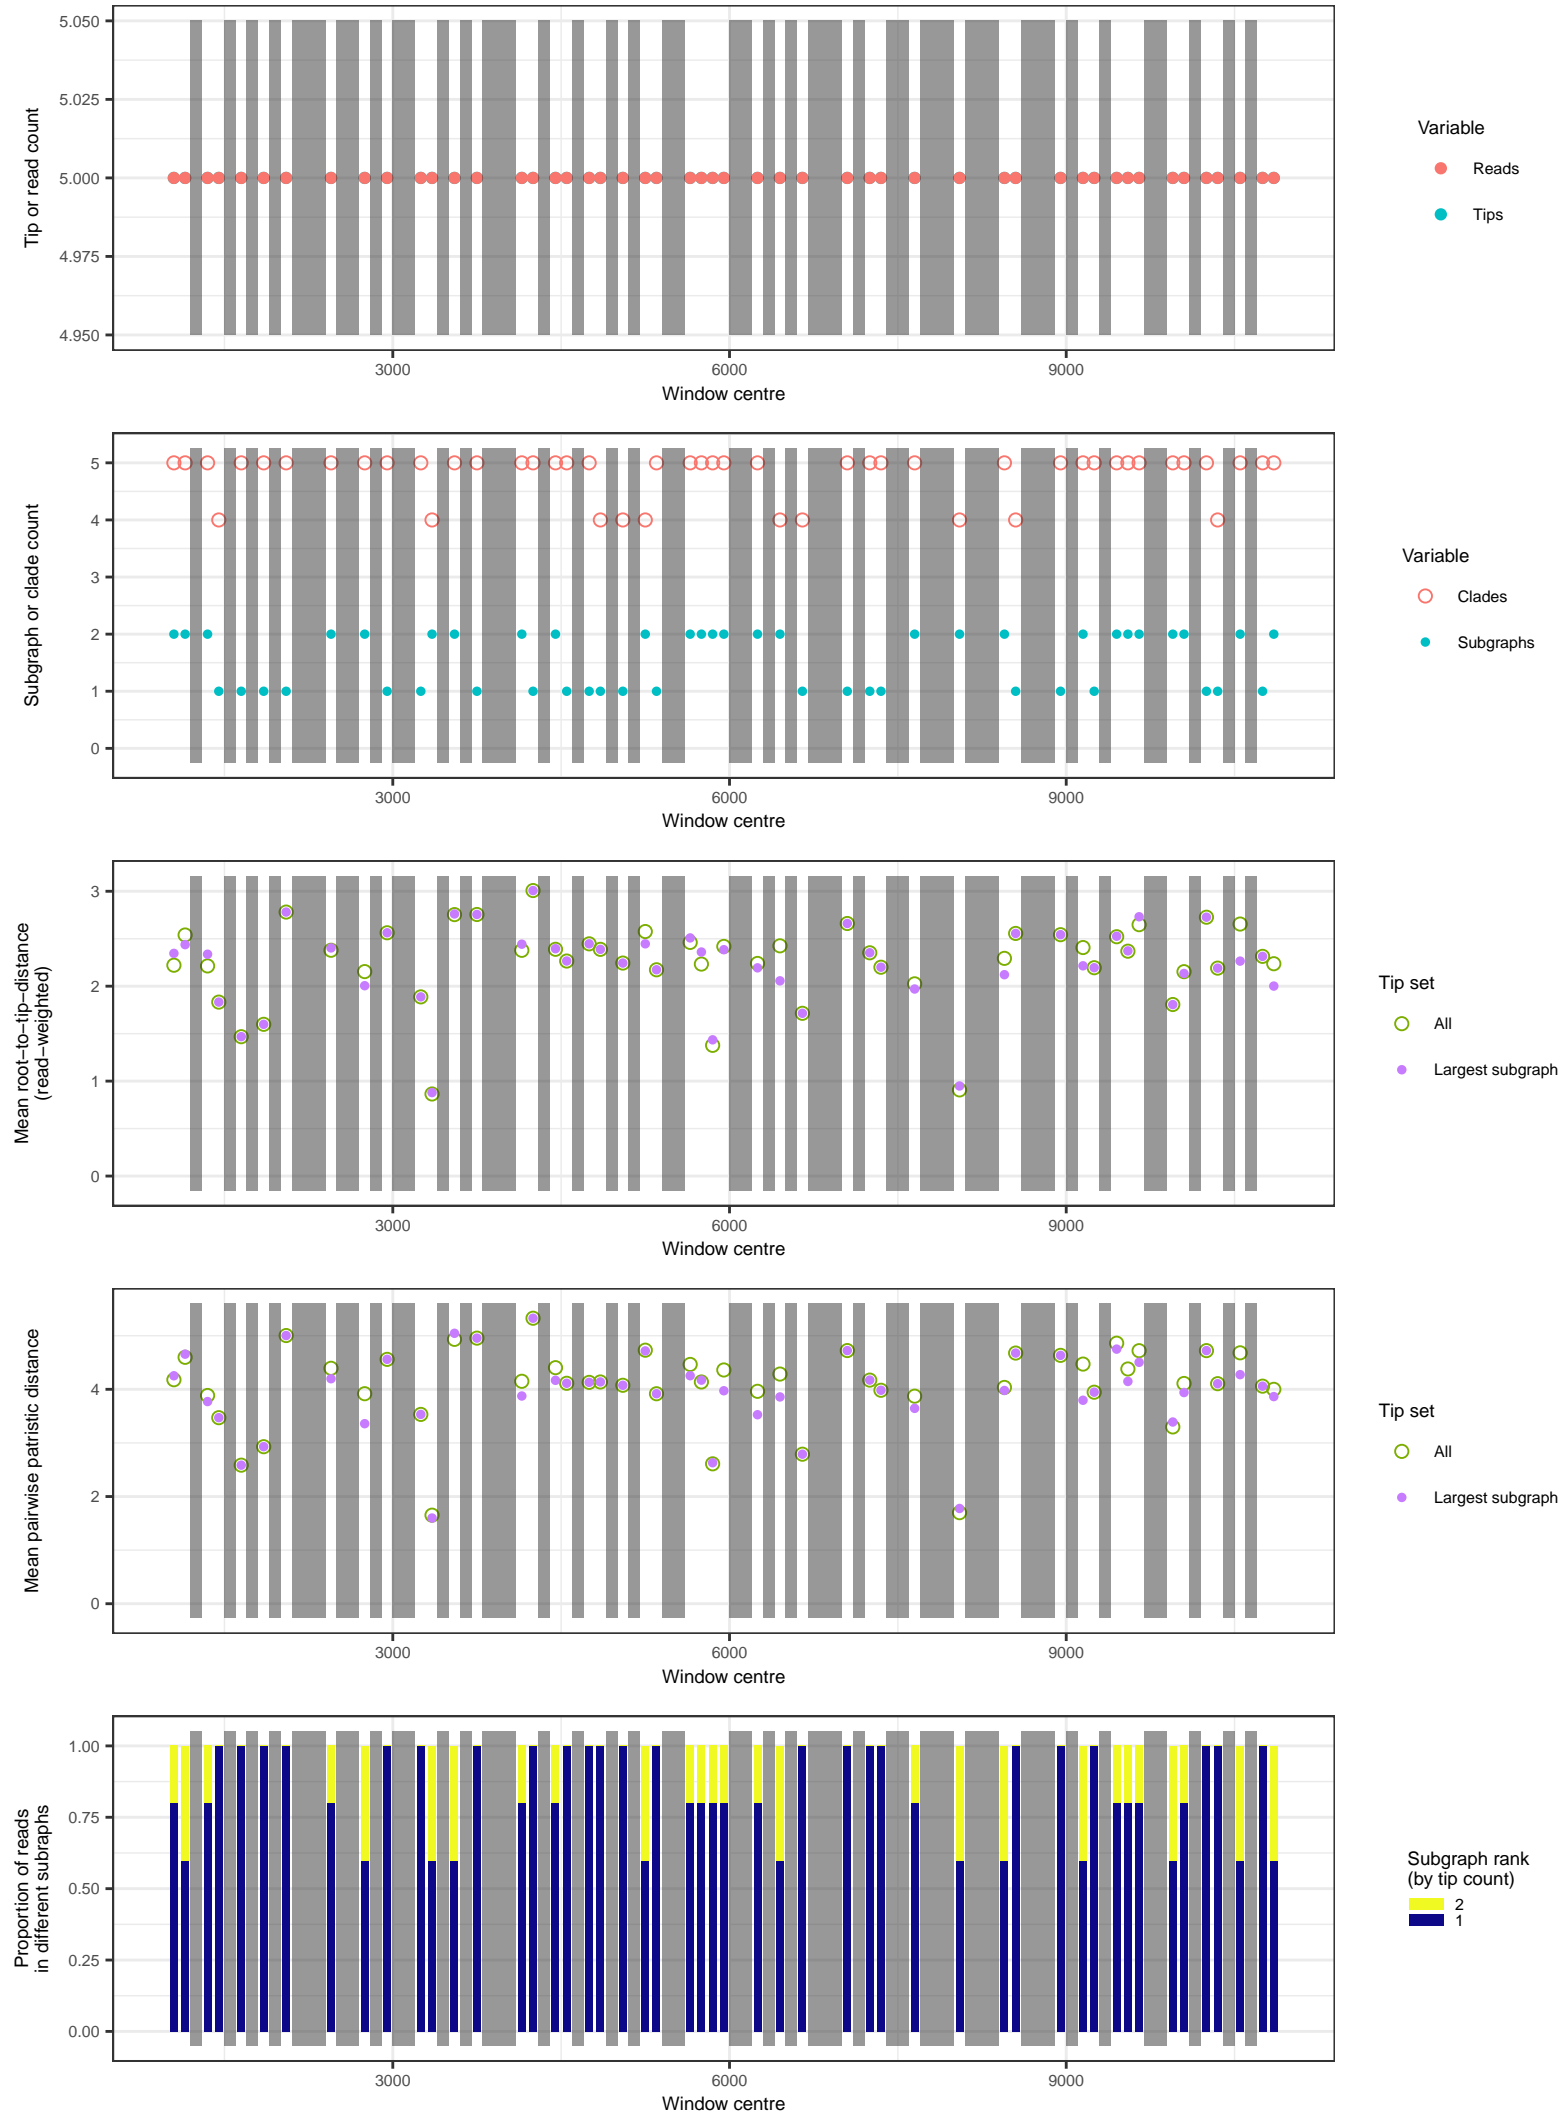 5.050
5.025
5.000
4.975
4.950
Tip or read count
3000
6000
9000
Window centre
Variable
Reads
Tips
5
4
3
2
1
0
Subgraph or clade count
3000
6000
9000
Window centre
Variable
Clades
Subgraphs
3
2
1
0
Mean root−to−tip−distance
(read−weighted)
3000
6000
9000
Window centre
Tip set
All
Largest subgraph
4
2
0
Mean pairwise patristic distance
3000
6000
9000
Window centre
Tip set
All
Largest subgraph
1.00
0.75
0.50
0.25
0.00
Proportion of reads
in different subraphs
3000
6000
9000
Window centre
Subgraph rank
(by tip count)
2
1